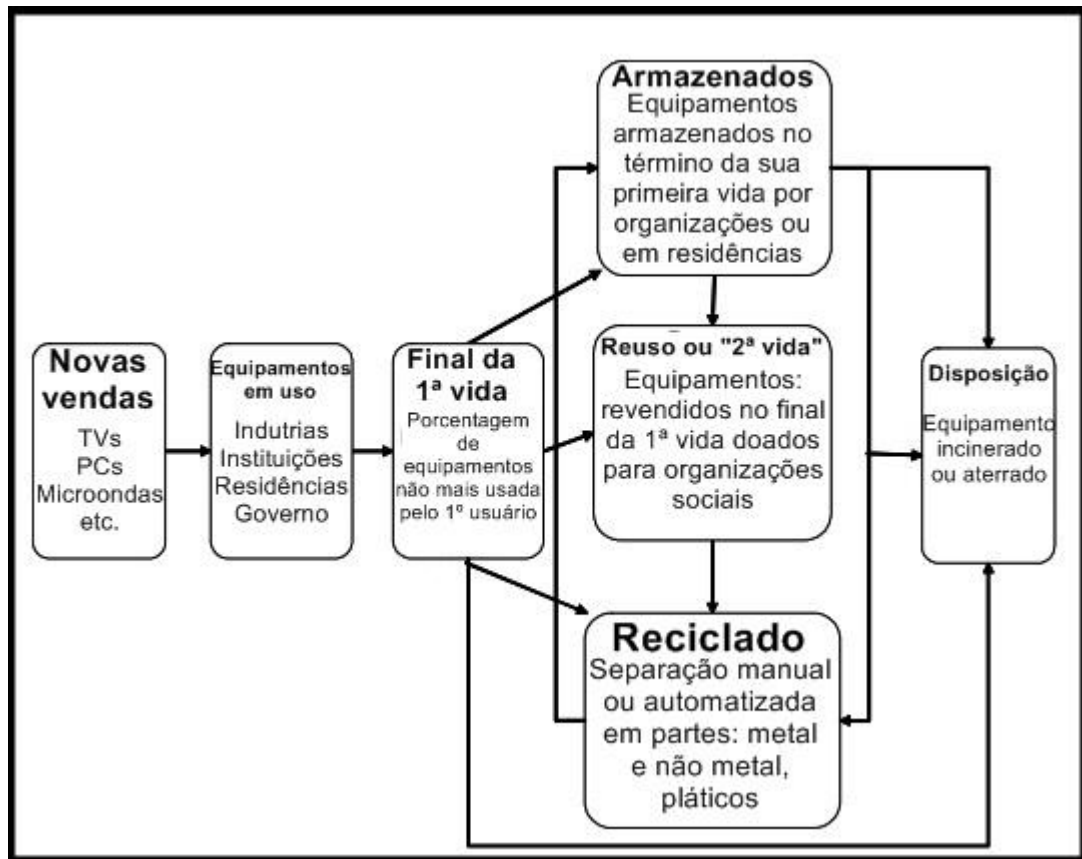 Novas
vendas
TVs
PCs
Microondas
etc.
Equipamentos
em uso
Indutrias
Instituições
Residências
Governo
Final da
1ª vida
Porcentagem
de
equipamentos
não mais usada
pelo 1º usuário
Armazenados
Equipamentos
armazenados no
término da sua
primeira vida por
organizações ou
em residências
Reuso ou "2ª vida"
Equipamentos:
revendidos no final
da 1ª vida doados
para organizações
sociais
Reciclado
Separação manual
ou automatizada
em partes: metal
e não metal,
pláticos
Disposição
Equipamento
incinerado
ou aterrado